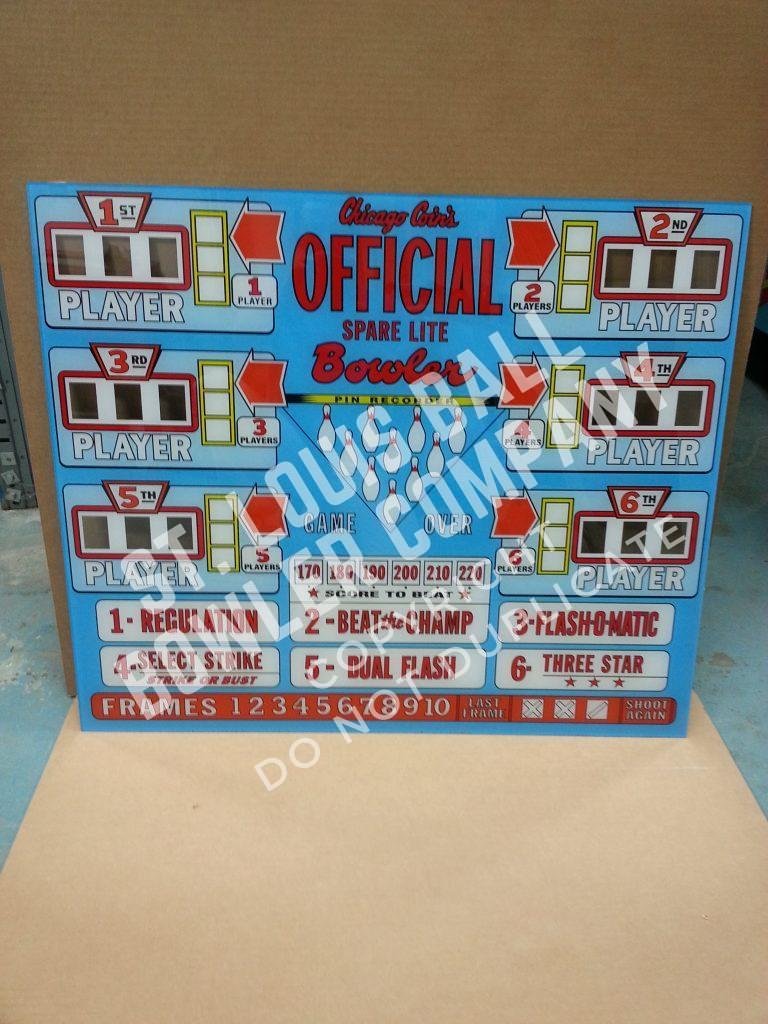 Chicago Coin's
OFFICIAL
SPARE LITE
Bowler
PIN RECORDER
1ST
PLAYER
1
PLAYER
2ND
PLAYER
2
PLAYERS
3RD
PLAYER
3
PLAYERS
4TH
PLAYER
4
PLAYERS
5TH
PLAYER
5
PLAYERS
6TH
PLAYER
6
PLAYERS
GAME OVER
170 180 190 200 210 220
★ SCORE TO BEAT ★
1- REGULATION
2- BEAT the CHAMP
3- FLASH-O-MATIC
4- SELECT STRIKE
STRIKE OR BUST
5- DUAL FLASH
6- THREE STAR
★ ★ ★
FRAMES 1 2 3 4 5 6 7 8 9 10
LAST
FRAME
SHOOT
AGAIN
ST. LOUIS BALL
BOWLER COMPANY
COPYRIGHT
DO NOT DUPLICATE